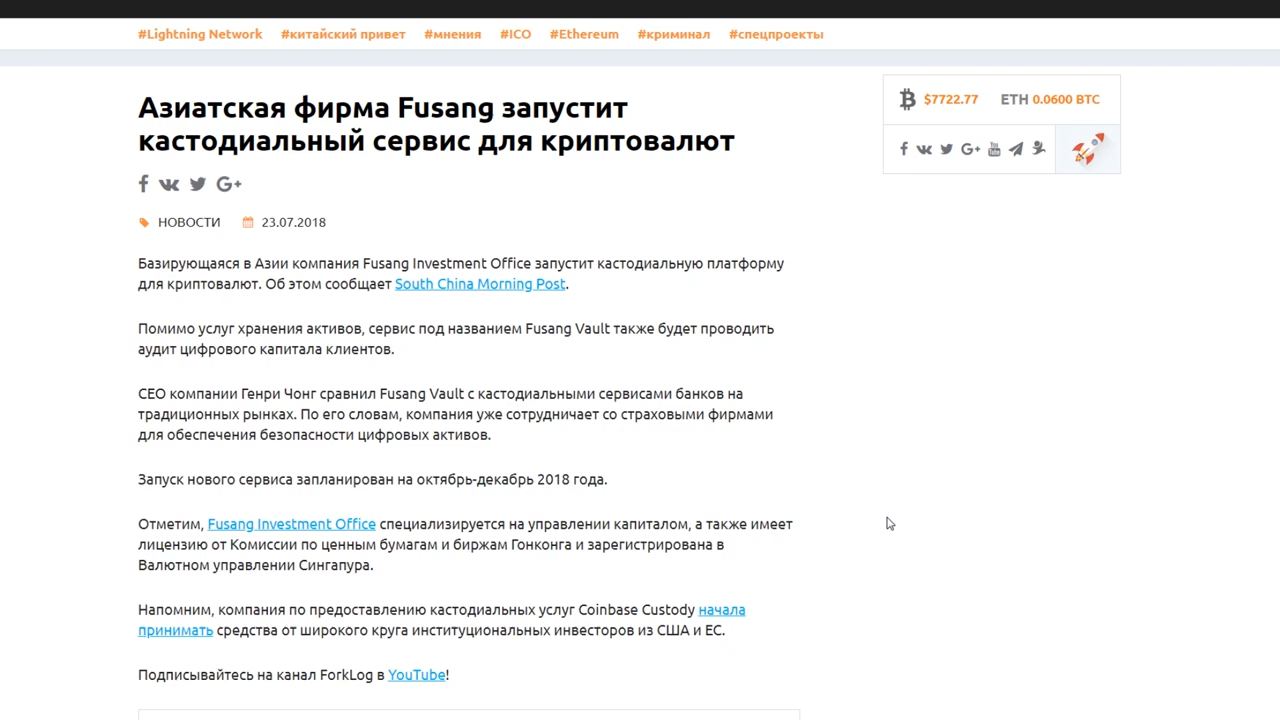 #Lightning Network #китайский привет #мнения #ICO #Ethereum #криминал #спецпроекты
Азиатская фирма Fusang запустит
кастодиальный сервис для криптовалют
$7722.77 ETH 0.0600 BTC
НОВОСТИ 23.07.2018
Базирующаяся в Азии компания Fusang Investment Office запустит кастодиальную платформу
для криптовалют. Об этом сообщает South China Morning Post.
Помимо услуг хранения активов, сервис под названием Fusang Vault также будет проводить
аудит цифрового капитала клиентов.
CEO компании Генри Чонг сравнил Fusang Vault с кастодиальными сервисами банков на
традиционных рынках. По его словам, компания уже сотрудничает со страховыми фирмами
для обеспечения безопасности цифровых активов.
Запуск нового сервиса запланирован на октябрь-декабрь 2018 года.
Отметим, Fusang Investment Office специализируется на управлении капиталом, а также имеет
лицензию от Комиссии по ценным бумагам и биржам Гонконга и зарегистрирована в
Валютном управлении Сингапура.
Напомним, компания по предоставлению кастодиальных услуг Coinbase Custody начала
принимать средства от широкого круга институциональных инвесторов из США и ЕС.
Подписывайтесь на канал ForkLog в YouTube!